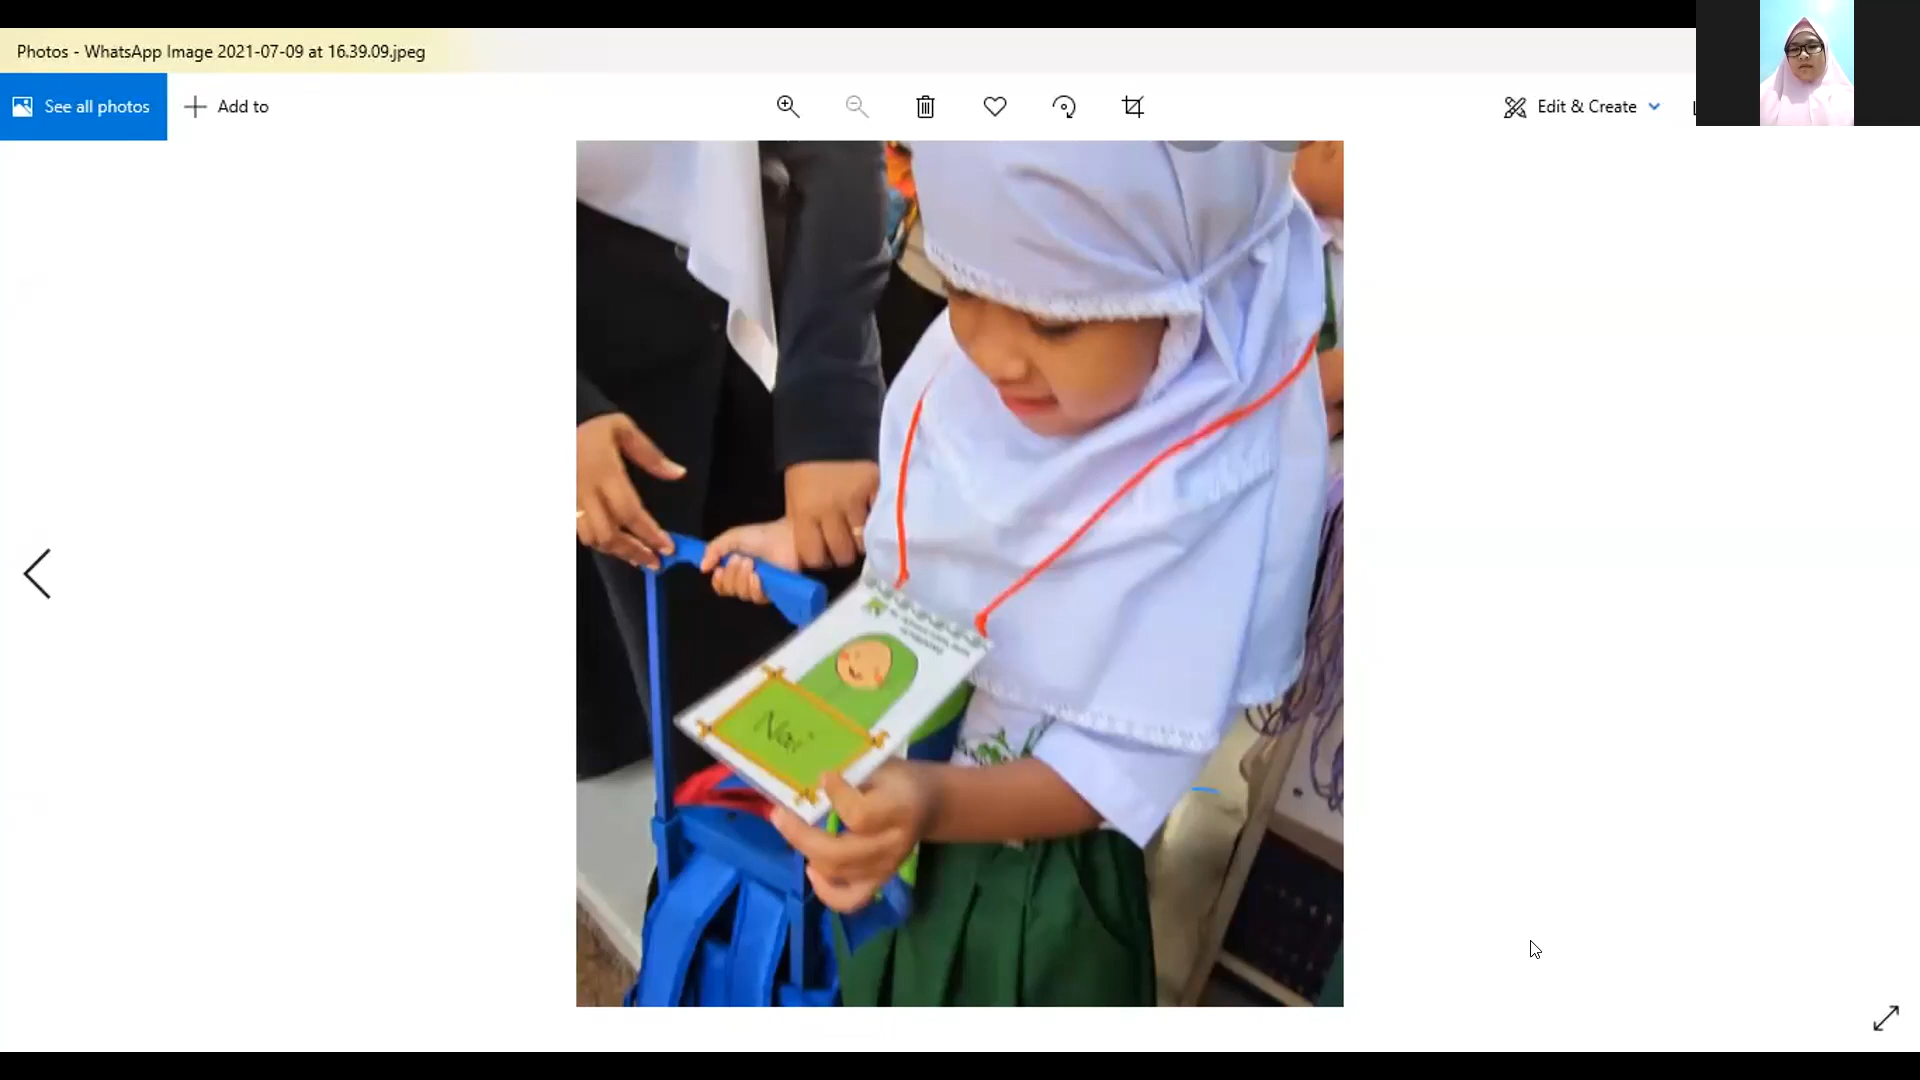 Photos - WhatsApp Image 2021-07-09 at 16.39.09.jpeg
See all photos
Add to
Edit & Create
Nai